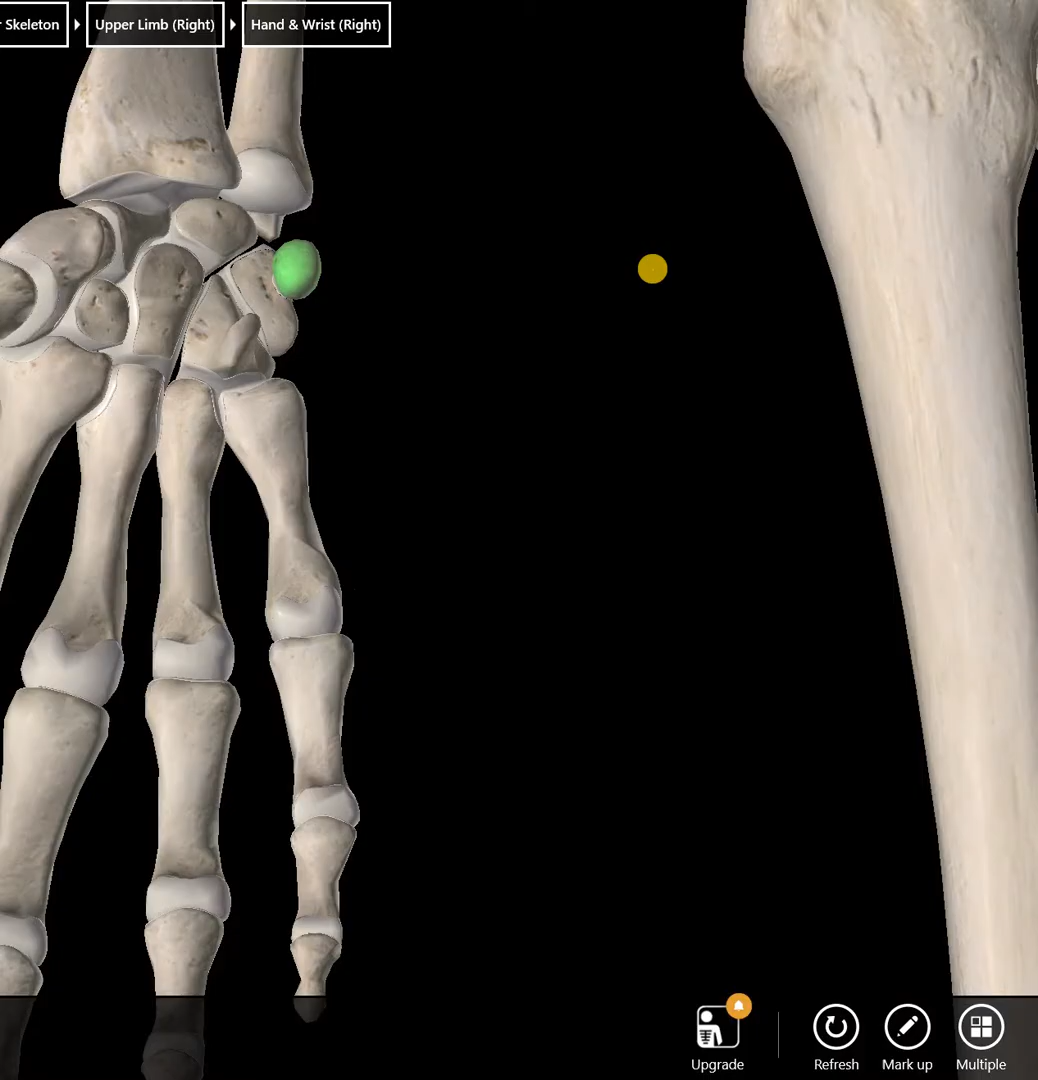 r Skeleton
Upper Limb (Right)
Hand & Wrist (Right)
Upgrade
Refresh
Mark up
Multiple